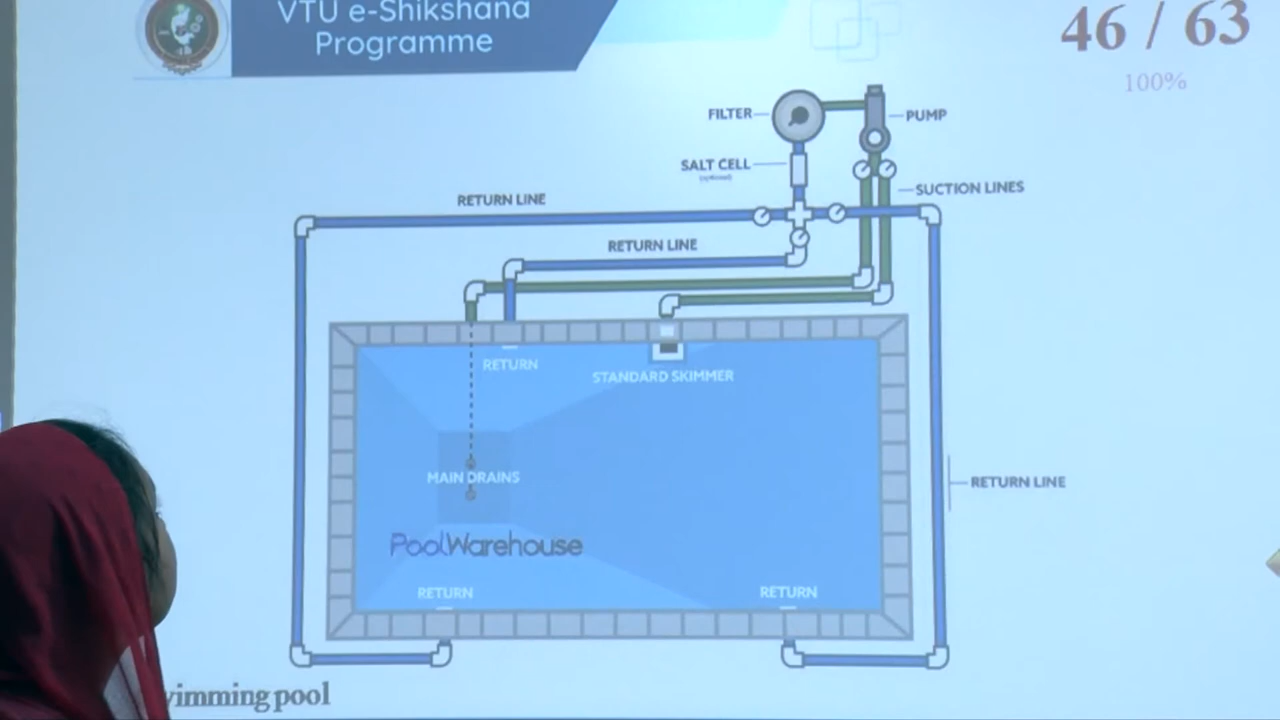 VTU e-Shikshana
Programme
46 / 63
100%
FILTER
PUMP
SALT CELL
(optional)
SUCTION LINES
RETURN LINE
RETURN LINE
RETURN
STANDARD SKIMMER
MAIN DRAINS
RETURN LINE
PoolWarehouse
RETURN
RETURN
pool